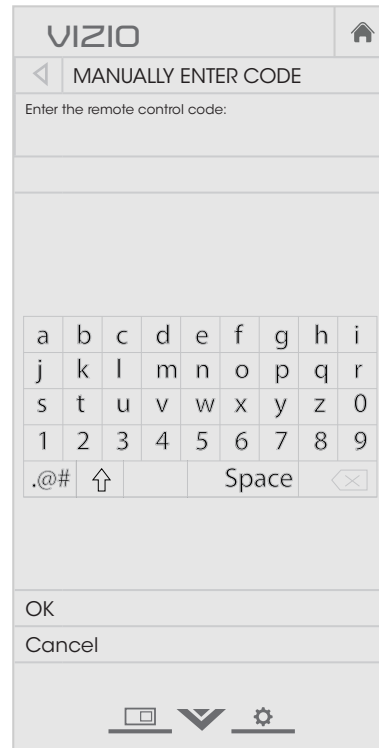 VIZIO
MANUALLY ENTER CODE
Enter the remote control code:
a b c d e f g h i
j k l m n o p q r
s t u v w x y z 0
1 2 3 4 5 6 7 8 9
.@# Space
OK
Cancel